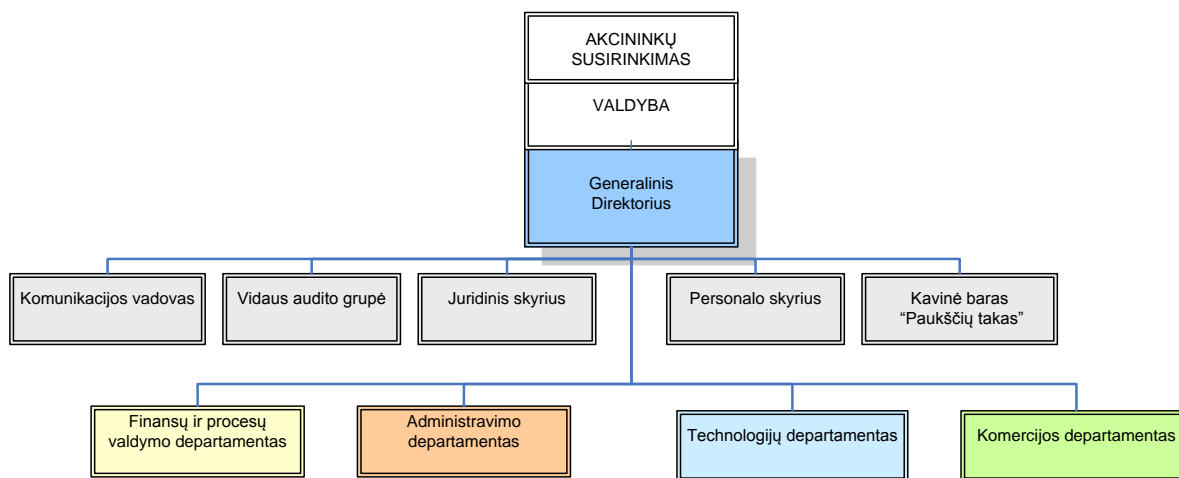 AKCININKŲ
SUSIRINKIMAS
VALDYBA
Generalinis
Direktorius
Komunikacijos vadovas
Vidaus audito grupė
Juridinis skyrius
Personalo skyrius
Kavinė baras
“Paukščių takas”
Finansų ir procesų
valdymo departamentas
Administravimo
departamentas
Technologijų departamentas
Komercijos departamentas